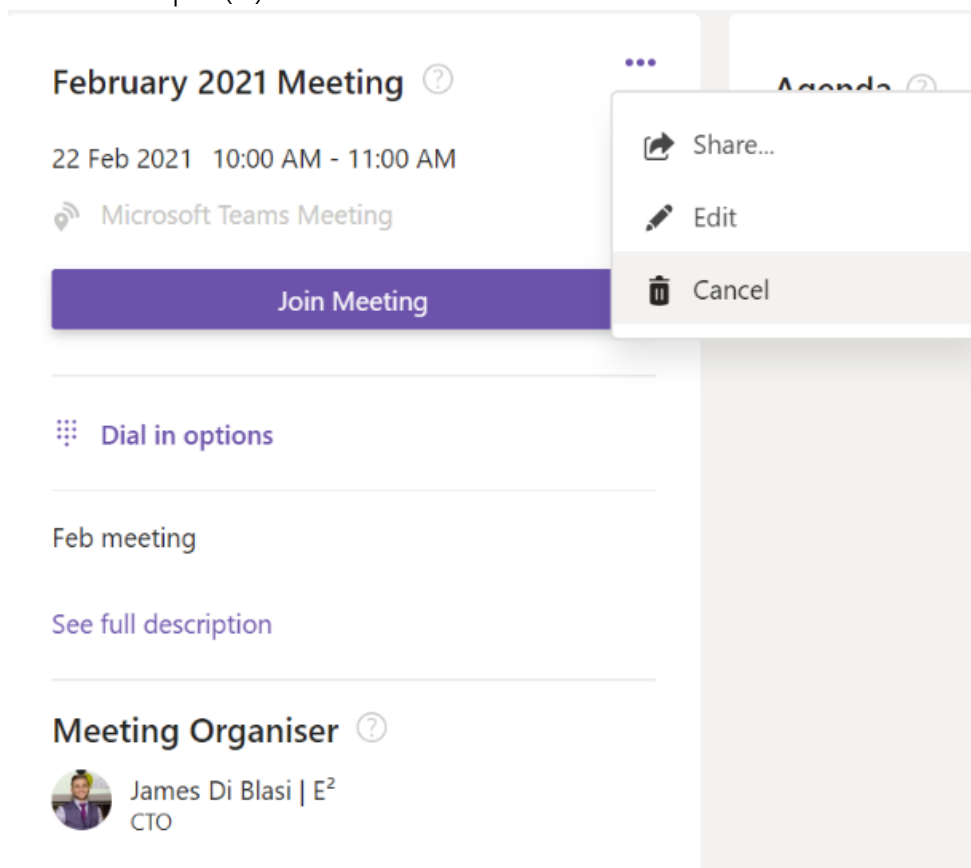 February 2021 Meeting
Agenda
22 Feb 2021 10:00 AM - 11:00 AM
Microsoft Teams Meeting
Join Meeting
Share...
Edit
Cancel
Dial in options
Feb meeting
See full description
Meeting Organiser
James Di Blasi | E²
CTO